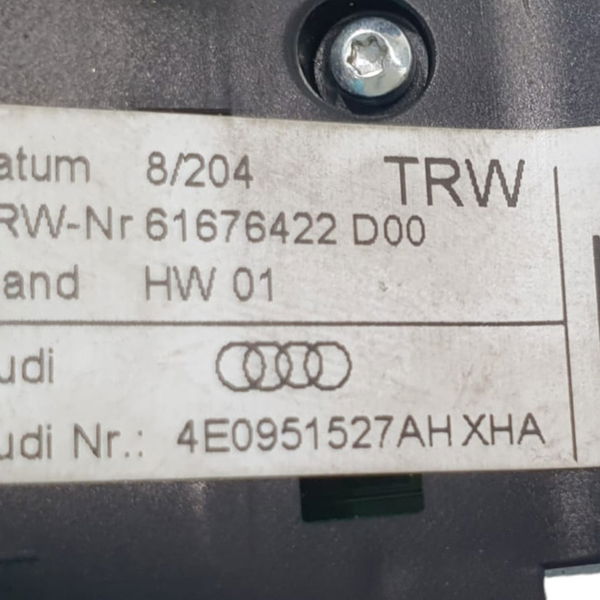 atum 8/204 TRW
RW-Nr 61676422 D00
and HW 01
udi
udi Nr.: 4E0951527AH XHA